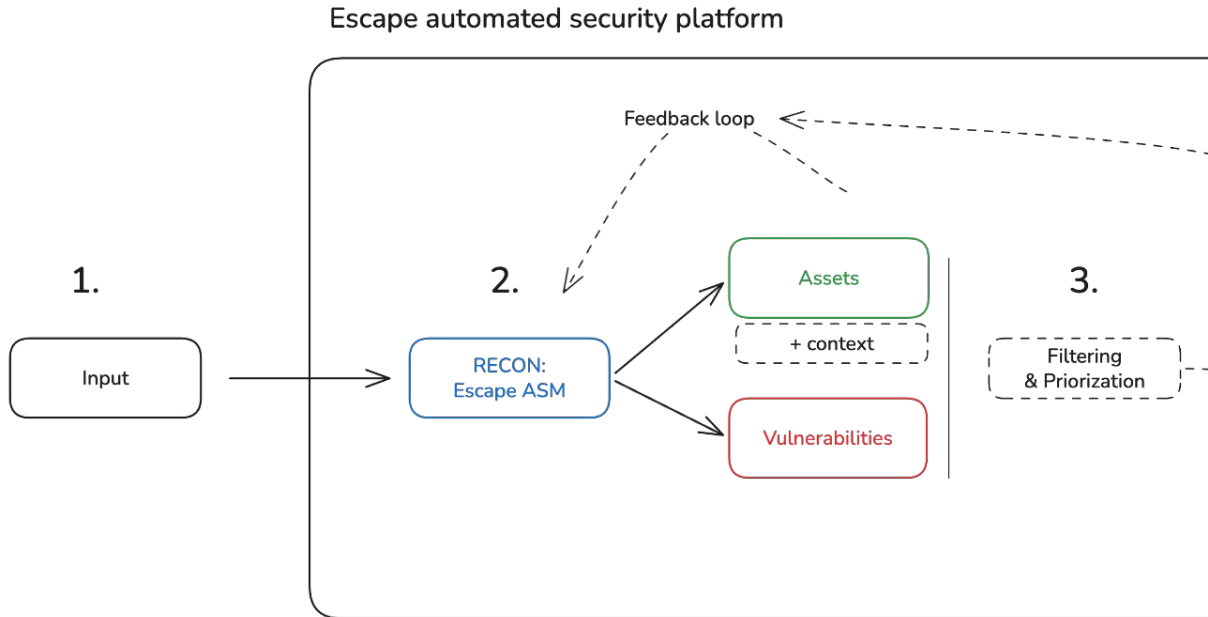 Escape automated security platform
Feedback loop
1.
2.
3.
Input
RECON:
Escape ASM
Assets
+ context
Vulnerabilities
Filtering
& Priorization